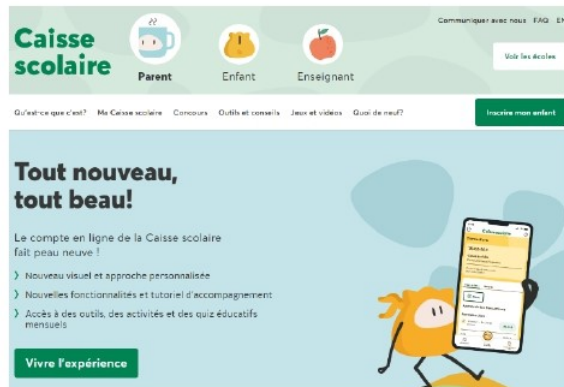 Communiquer avec nous FAQ EN
Caisse
scolaire
Parent
Enfant
Enseignant
Voir les écoles
Qu'est-ce que c'est? Ma Caisse scolaire Concours Outils et conseils Jeux et vidéos Quoi de neuf?
Inscrire mon enfant
Tout nouveau,
tout beau!
Le compte en ligne de la Caisse scolaire
fait peau neuve !
Nouveau visuel et approche personnalisée
Nouvelles fonctionnalités et tutoriel d'accompagnement
Accès à des outils, des activités et des quiz éducatifs
mensuels
Vivre l'expérience